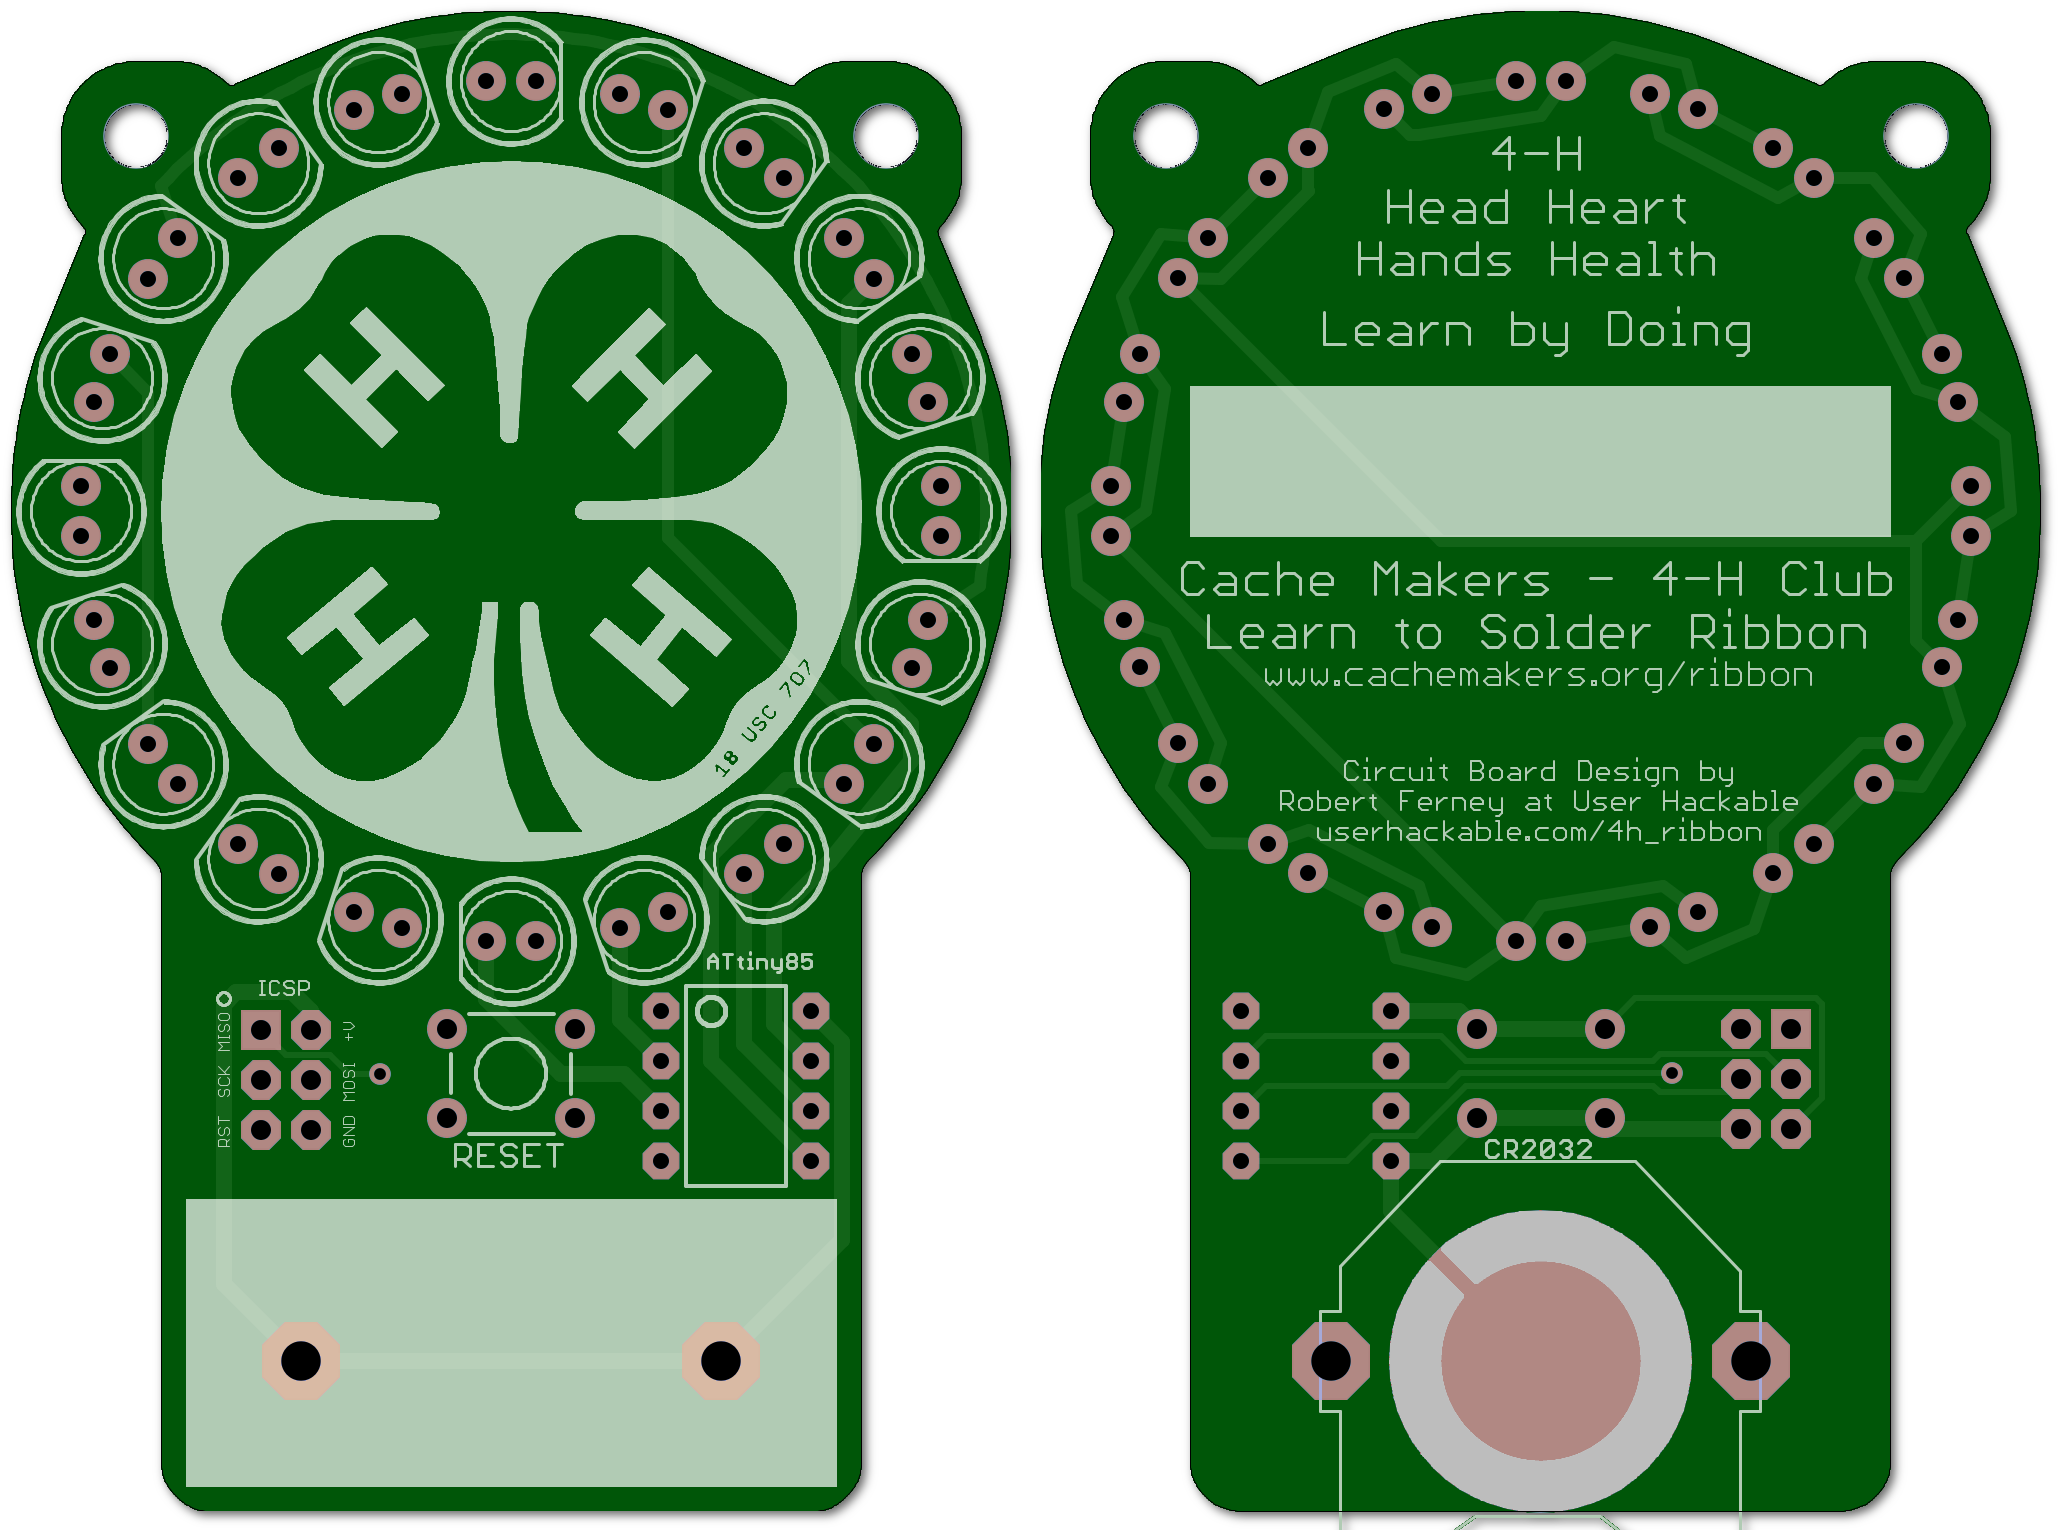 H H
H H
18 USC 707
ATtiny85
ICSP
MISO
SCK
RST
+V
MOSI
GND
RESET
4-H
Head Heart
Hands Health
Learn by Doing
Cache Makers - 4-H Club
Learn to Solder Ribbon
www.cachemakers.org/ribbon
Circuit Board Design by
Robert Ferney at User Hackable
userhackable.com/4h_ribbon
CR2032